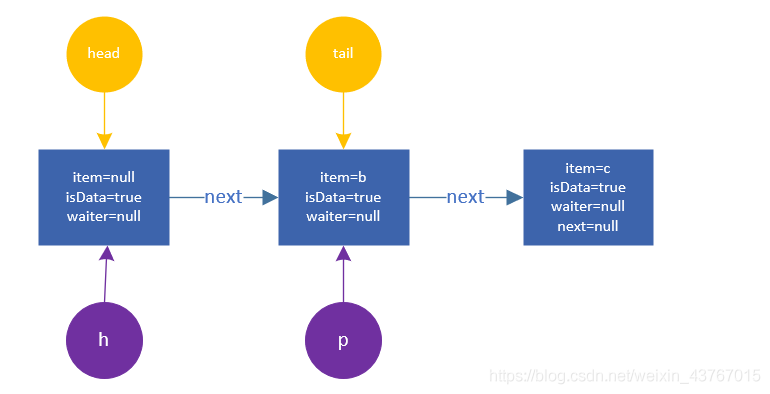 head
tail
item=null
isData=true
waiter=null
next
item=b
isData=true
waiter=null
next
item=c
isData=true
waiter=null
next=null
h
p
https://blog.csdn.net/weixin_43767015